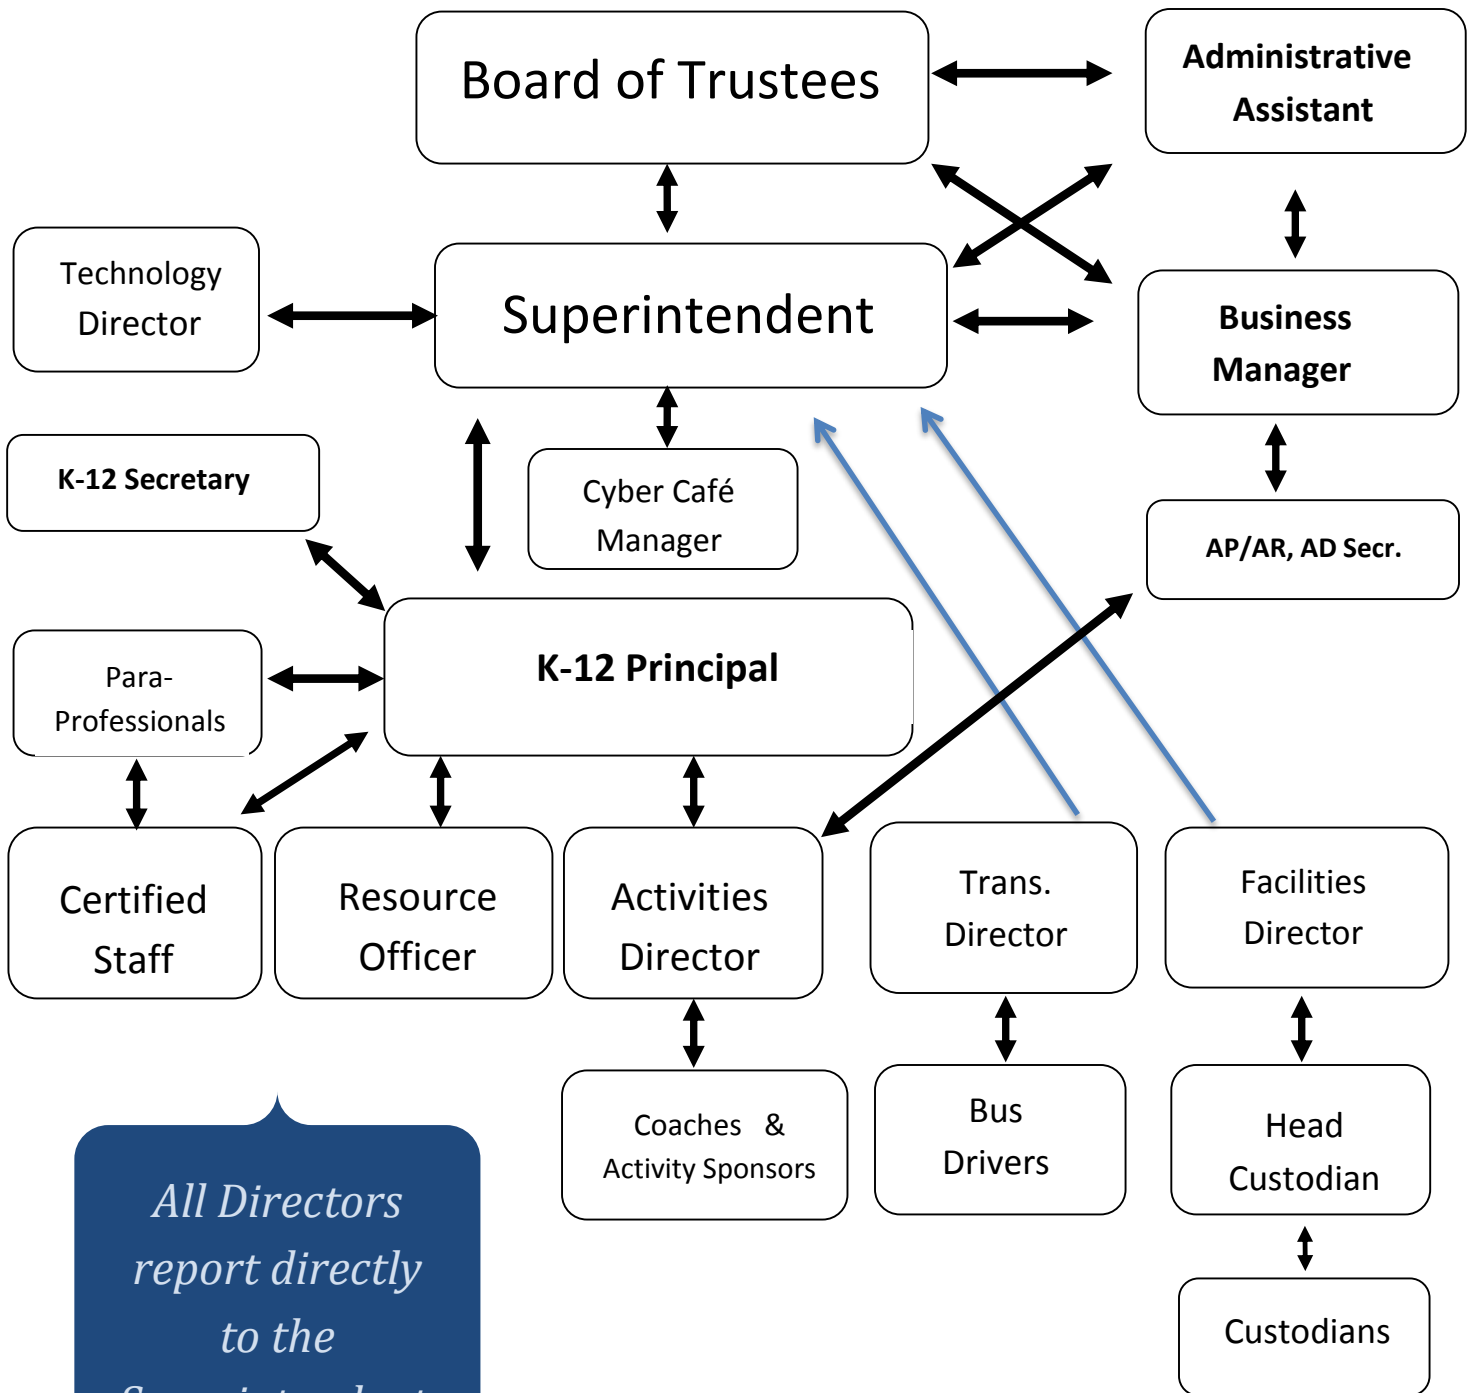 Board of Trustees
Administrative
Assistant
Technology
Director
Superintendent
Business
Manager
K-12 Secretary
Cyber Café
Manager
AP/AR, AD Secr.
Para-
Professionals
K-12 Principal
Certified
Staff
Resource
Officer
Activities
Director
Trans.
Director
Facilities
Director
Coaches &
Activity Sponsors
Bus
Drivers
Head
Custodian
Custodians
All Directors
report directly
to the
Superintendent